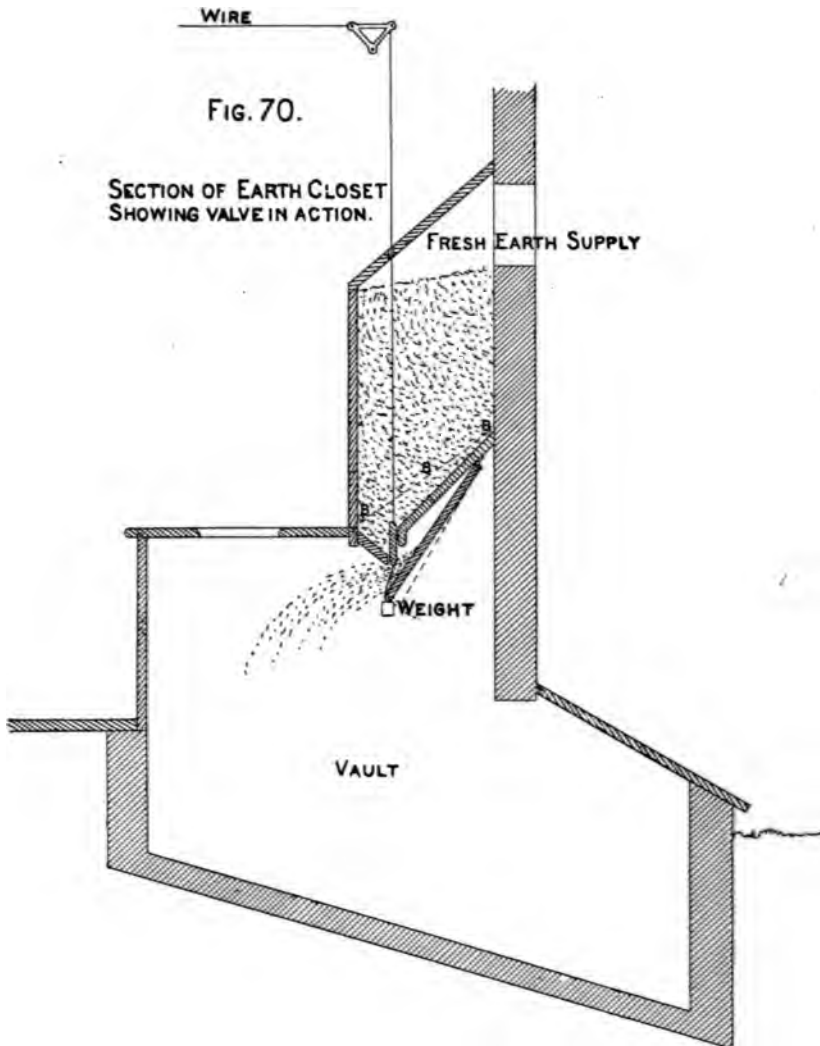 WIRE
FIG. 70.
SECTION OF EARTH CLOSET
SHOWING VALVE IN ACTION.
FRESH EARTH SUPPLY
B
B
B
WEIGHT
VAULT